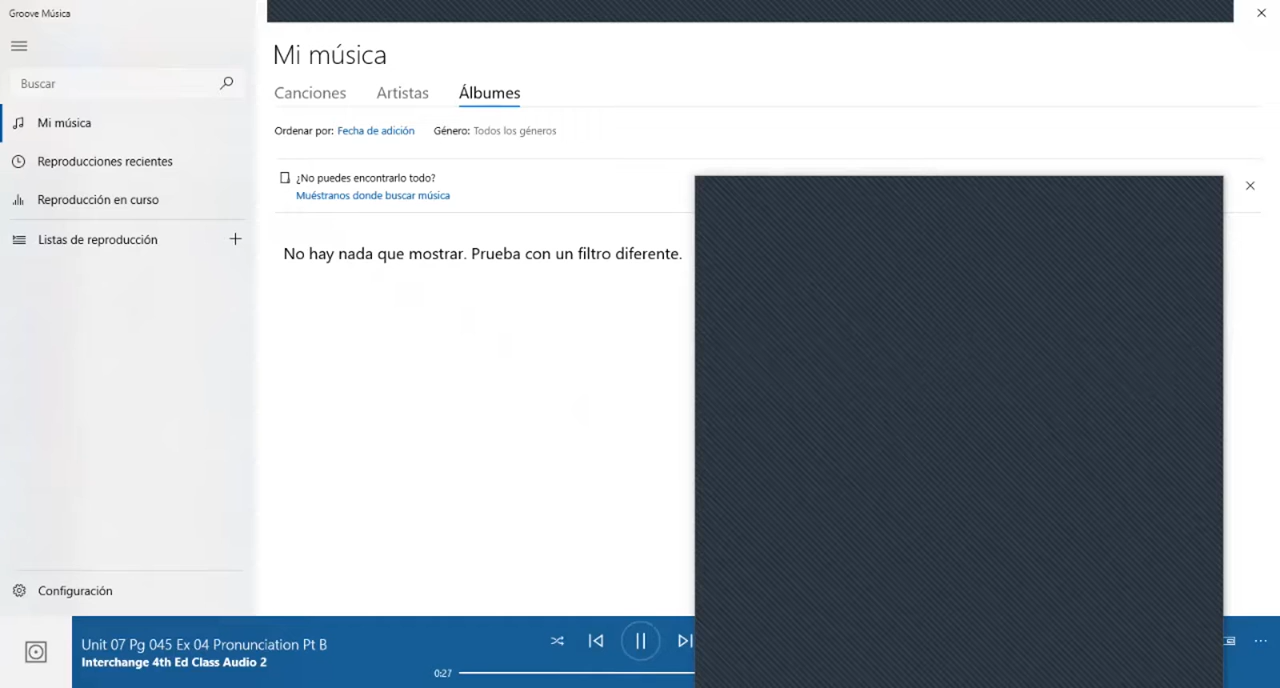 Groove Música
Buscar
Mi música
Reproducciones recientes
Reproducción en curso
Listas de reproducción
Configuración
Mi música
Canciones Artistas Álbumes
Ordenar por: Fecha de adición Género: Todos los géneros
¿No puedes encontrarlo todo?
Muéstranos donde buscar música
No hay nada que mostrar. Prueba con un filtro diferente.
Unit 07 Pg 045 Ex 04 Pronunciation Pt B
Interchange 4th Ed Class Audio 2
0:27